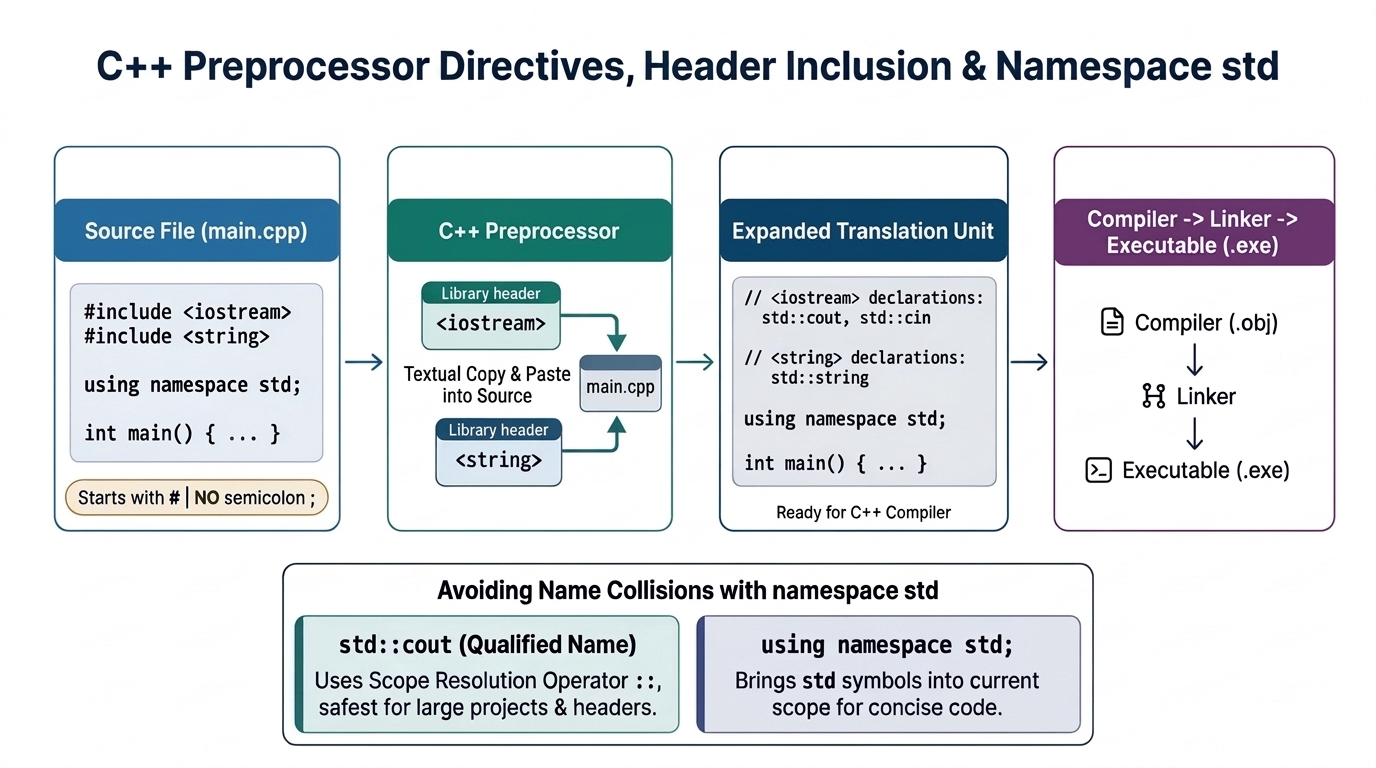 C++ Preprocessor Directives, Header Inclusion & Namespace std
Source File (main.cpp)
#include <iostream>
#include <string>
using namespace std;
int main() { ... }
Starts with # | NO semicolon ;
C++ Preprocessor
Library header
<iostream>
Textual Copy & Paste
into Source
main.cpp
Library header
<string>
Expanded Translation Unit
// <iostream> declarations:
std::cout, std::cin
// <string> declarations:
std::string
using namespace std;
int main() { ... }
Ready for C++ Compiler
Compiler -> Linker ->
Executable (.exe)
Compiler (.obj)
Linker
Executable (.exe)
Avoiding Name Collisions with namespace std
std::cout (Qualified Name)
Uses Scope Resolution Operator ::,
safest for large projects & headers.
using namespace std;
Brings std symbols into current
scope for concise code.